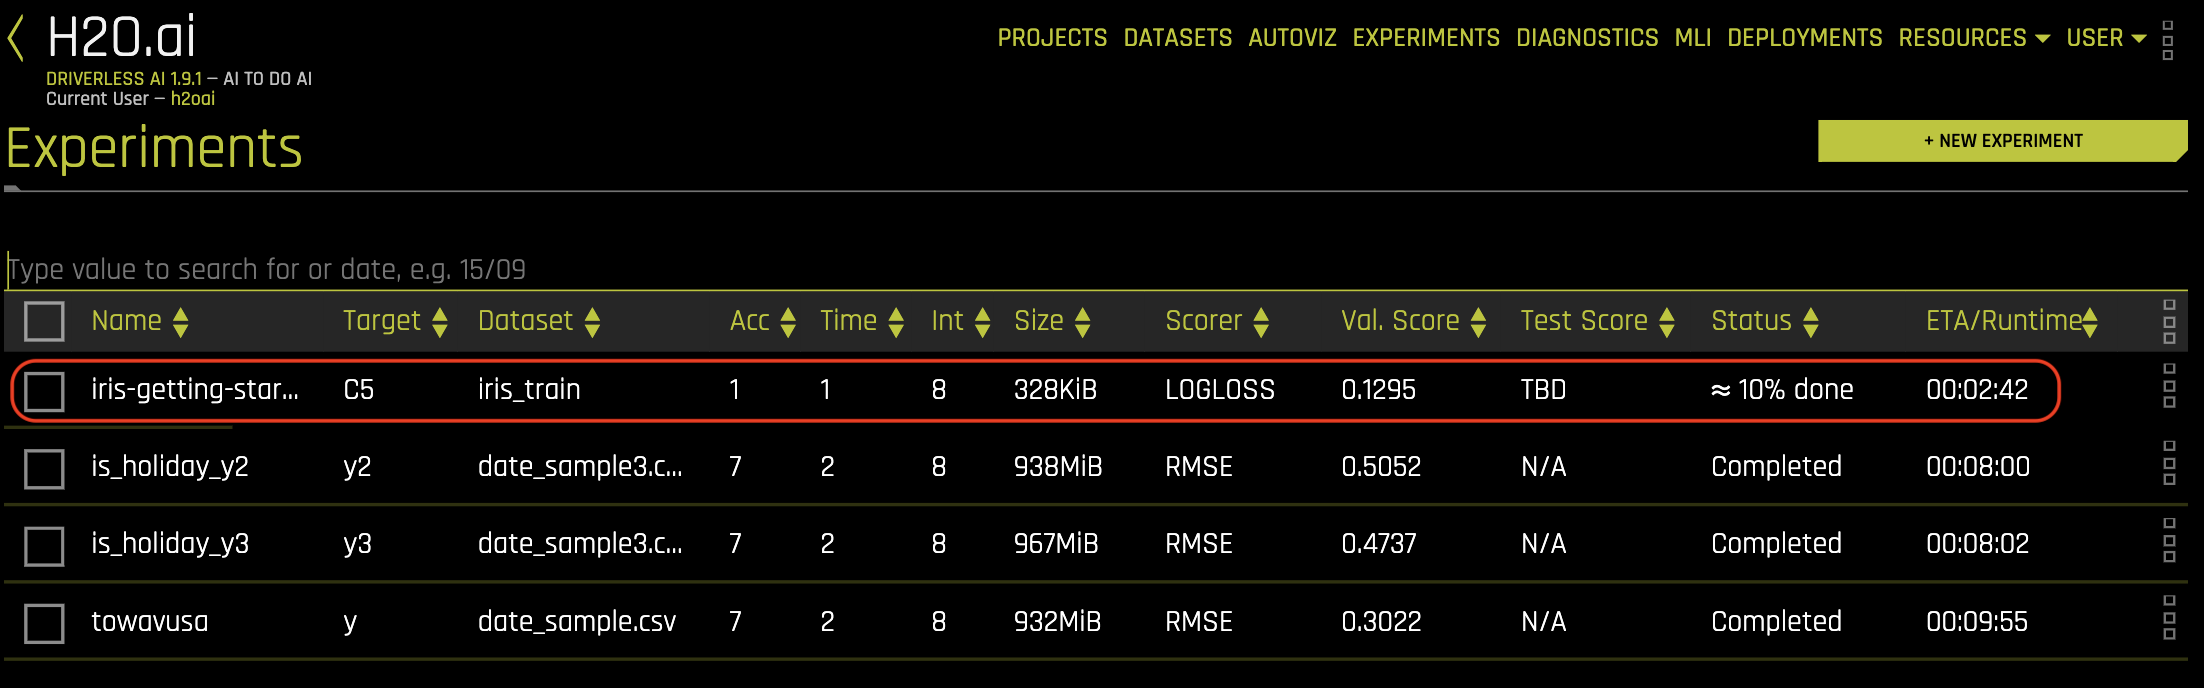 H2O.ai
DRIVERLESS AI 1.9.1 – AI TO DO AI
Current User – h2oai
PROJECTS DATASETS AUTOVIZ EXPERIMENTS DIAGNOSTICS MLI DEPLOYMENTS RESOURCES USER
Experiments
+ NEW EXPERIMENT
Type value to search for or date, e.g. 15/09
Name Target Dataset Acc Time Int Size Scorer Val. Score Test Score Status ETA/Runtime
iris-getting-star... C5 iris_train 1 1 8 328KiB LOGLOSS 0.1295 TBD ≈ 10% done 00:02:42
is_holiday_y2 y2 date_sample3.c... 7 2 8 938MiB RMSE 0.5052 N/A Completed 00:08:00
is_holiday_y3 y3 date_sample3.c... 7 2 8 967MiB RMSE 0.4737 N/A Completed 00:08:02
towavusa y date_sample.csv 7 2 8 932MiB RMSE 0.3022 N/A Completed 00:09:55